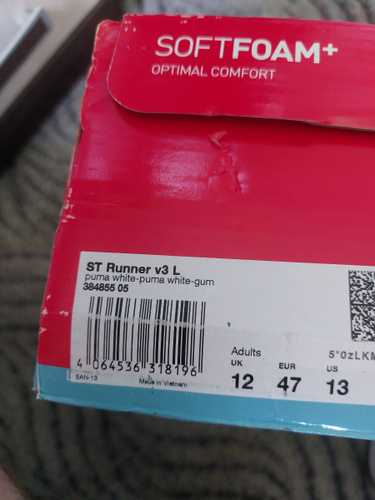 SOFTFOAM+
OPTIMAL COMFORT
ST Runner v3 L
puma white-puma white-gum
384855 05
4 064536 318196
EAN-13
Made in Vietnam
Adults
5*0zLKM
UK EUR US
12 47 13